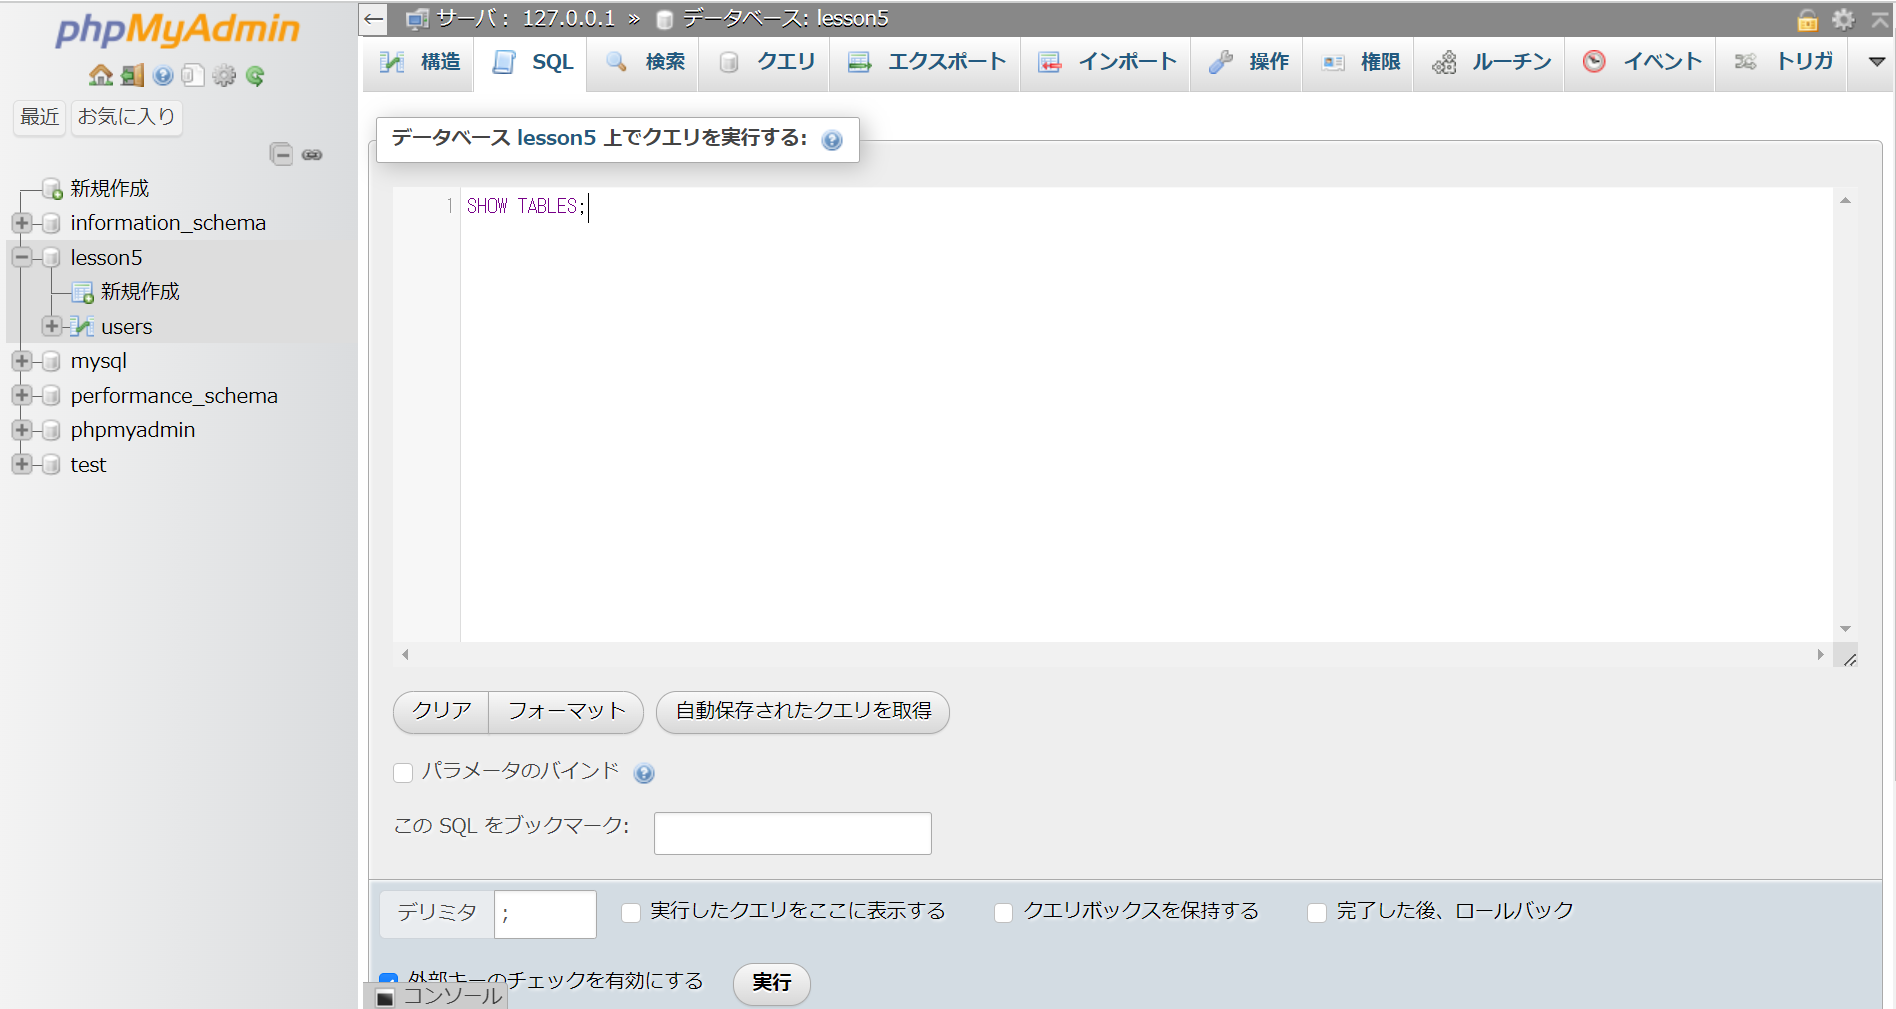 phpMyAdmin
最近 お気に入り
新規作成
information_schema
lesson5
新規作成
users
mysql
performance_schema
phpmyadmin
test
サーバ: 127.0.0.1 » データベース: lesson5
構造 SQL 検索 クエリ エクスポート インポート 操作 権限 ルーチン イベント トリガ
データベース lesson5 上でクエリを実行する:
1 SHOW TABLES;
クリア フォーマット 自動保存されたクエリを取得
パラメータのバインド
この SQL をブックマーク:
デリミタ ; 実行したクエリをここに表示する クエリボックスを保持する 完了した後、ロールバック
外部キーのチェックを有効にする 実行
コンソール